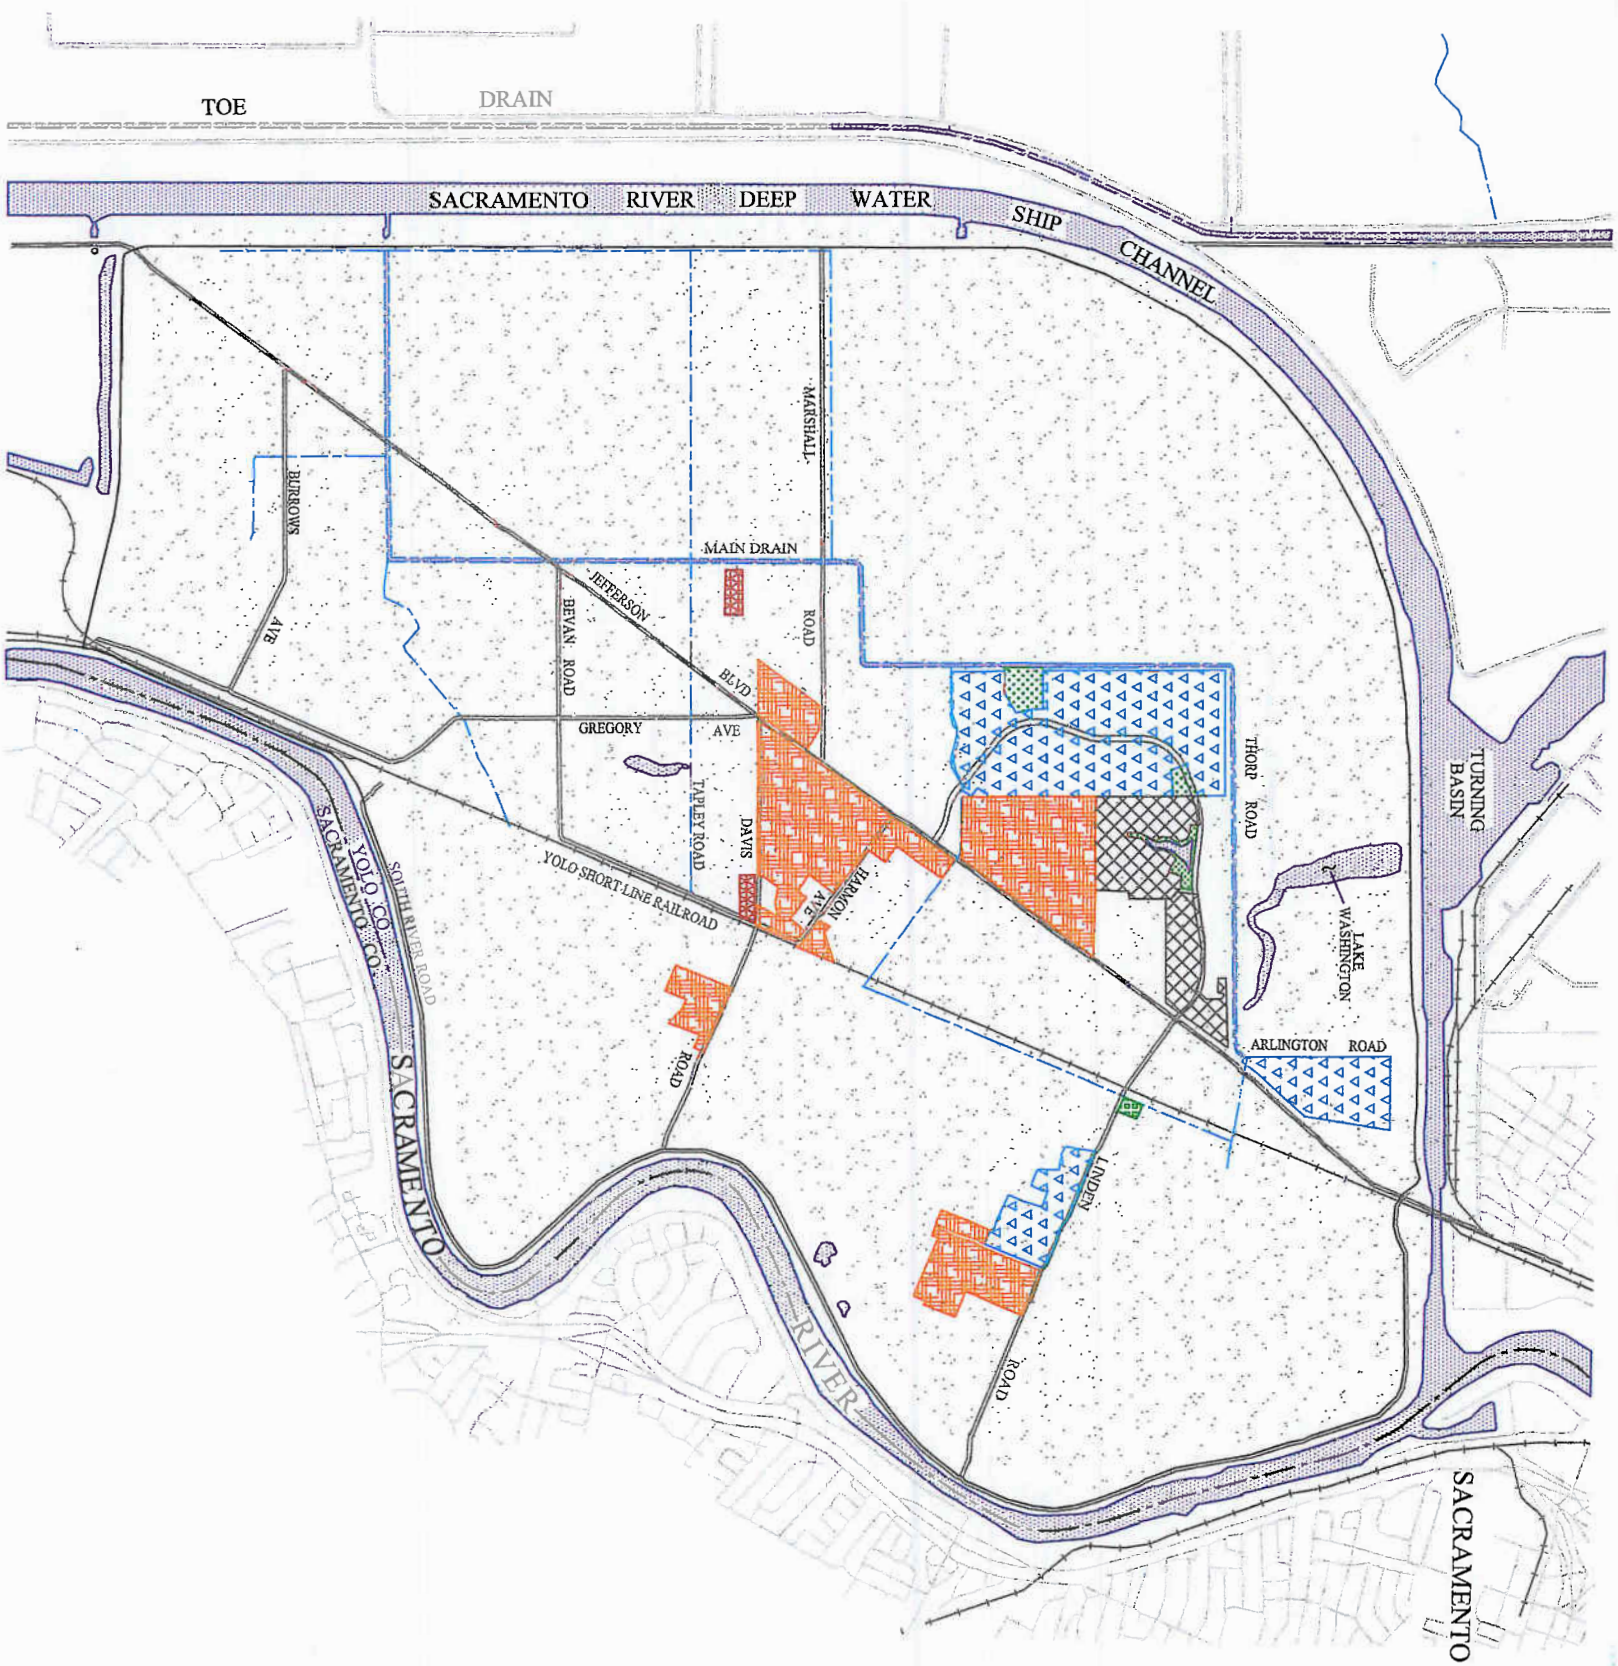 TOE
DRAIN
SACRAMENTO RIVER DEEP WATER
SHIP
CHANNEL
MARSHALL
BURROWS
MAIN DRAIN
JEFFERSON
BEVAN ROAD
ROAD
AVE
BLVD
GREGORY AVE
THORP ROAD
TURNING
BASIN
TAPLEY ROAD
DAVIS
HARMON
AVE
YOLO SHORT LINE RAILROAD
SOUTH RIVER ROAD
YOLO CO
SACRAMENTO CO
LAKE
WASHINGTON
ARLINGTON ROAD
ROAD
SACRAMENTO
LINDEN
RIVER
ROAD
SACRAMENTO